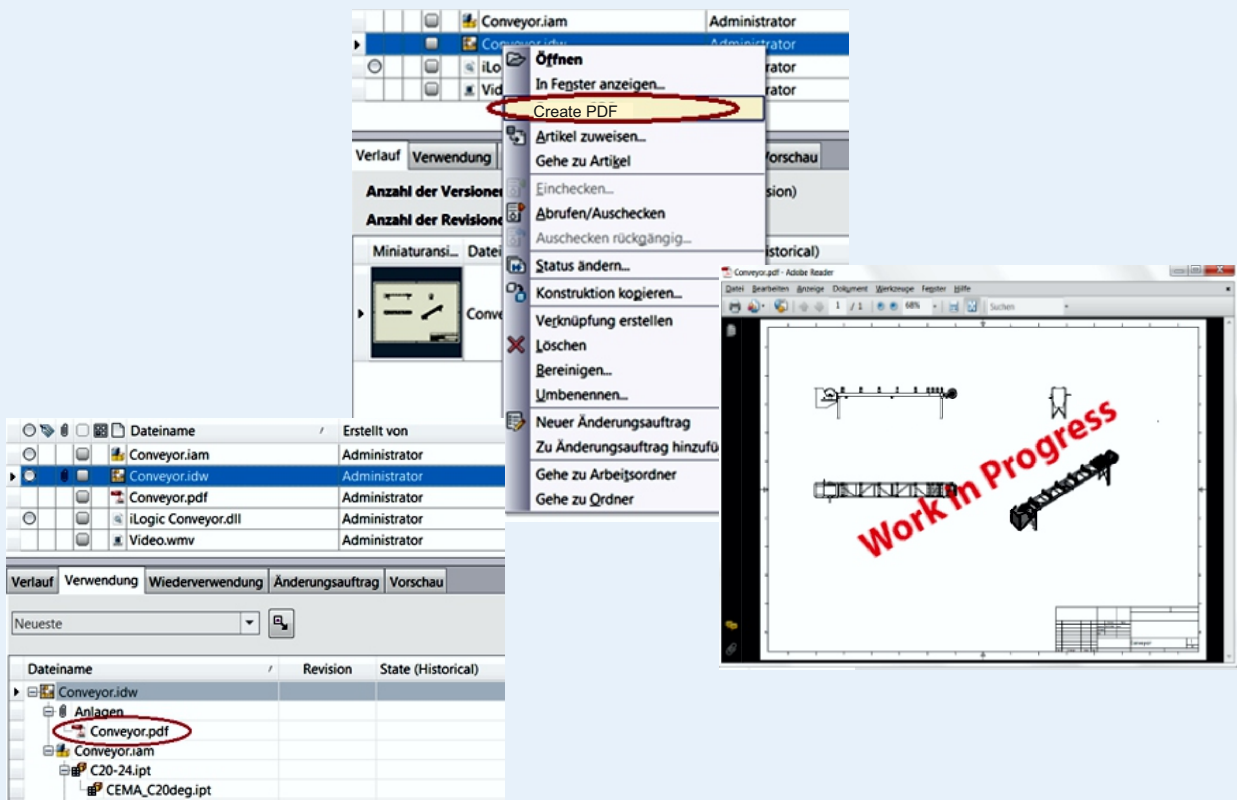 Conveyor.iam Administrator
Conveyor.idw Administrator
iLo rator
Vid rator
Öffnen
In Fenster anzeigen...
Create PDF
Artikel zuweisen...
Gehe zu Artikel
Einchecken...
Abrufen/Auschecken
Auschecken rückgängig...
Status ändern...
Konstruktion kopieren...
Verknüpfung erstellen
Löschen
Bereinigen...
Umbenennen...
Neuer Änderungsauftrag
Zu Änderungsauftrag hinzufü
Gehe zu Arbeitsordner
Gehe zu Ordner
Verlauf Verwendung Vorschau
Anzahl der Versionen sion)
Anzahl der Revisione
Miniaturansi... Datei istorical)
Conve
Conveyor.pdf - Adobe Reader
Datei Bearbeiten Anzeige Dokument Werkzeuge Fenster Hilfe
1 / 1 68% Suchen
Work in Progress
Conveyor
Dateiname / Erstellt von
Conveyor.iam Administrator
Conveyor.idw Administrator
Conveyor.pdf Administrator
iLogic Conveyor.dll Administrator
Video.wmv Administrator
Verlauf Verwendung Wiederverwendung Änderungsauftrag Vorschau
Neueste
Dateiname / Revision State (Historical)
Conveyor.idw
Anlagen
Conveyor.pdf
Conveyor.iam
C20-24.ipt
CEMA_C20deg.ipt